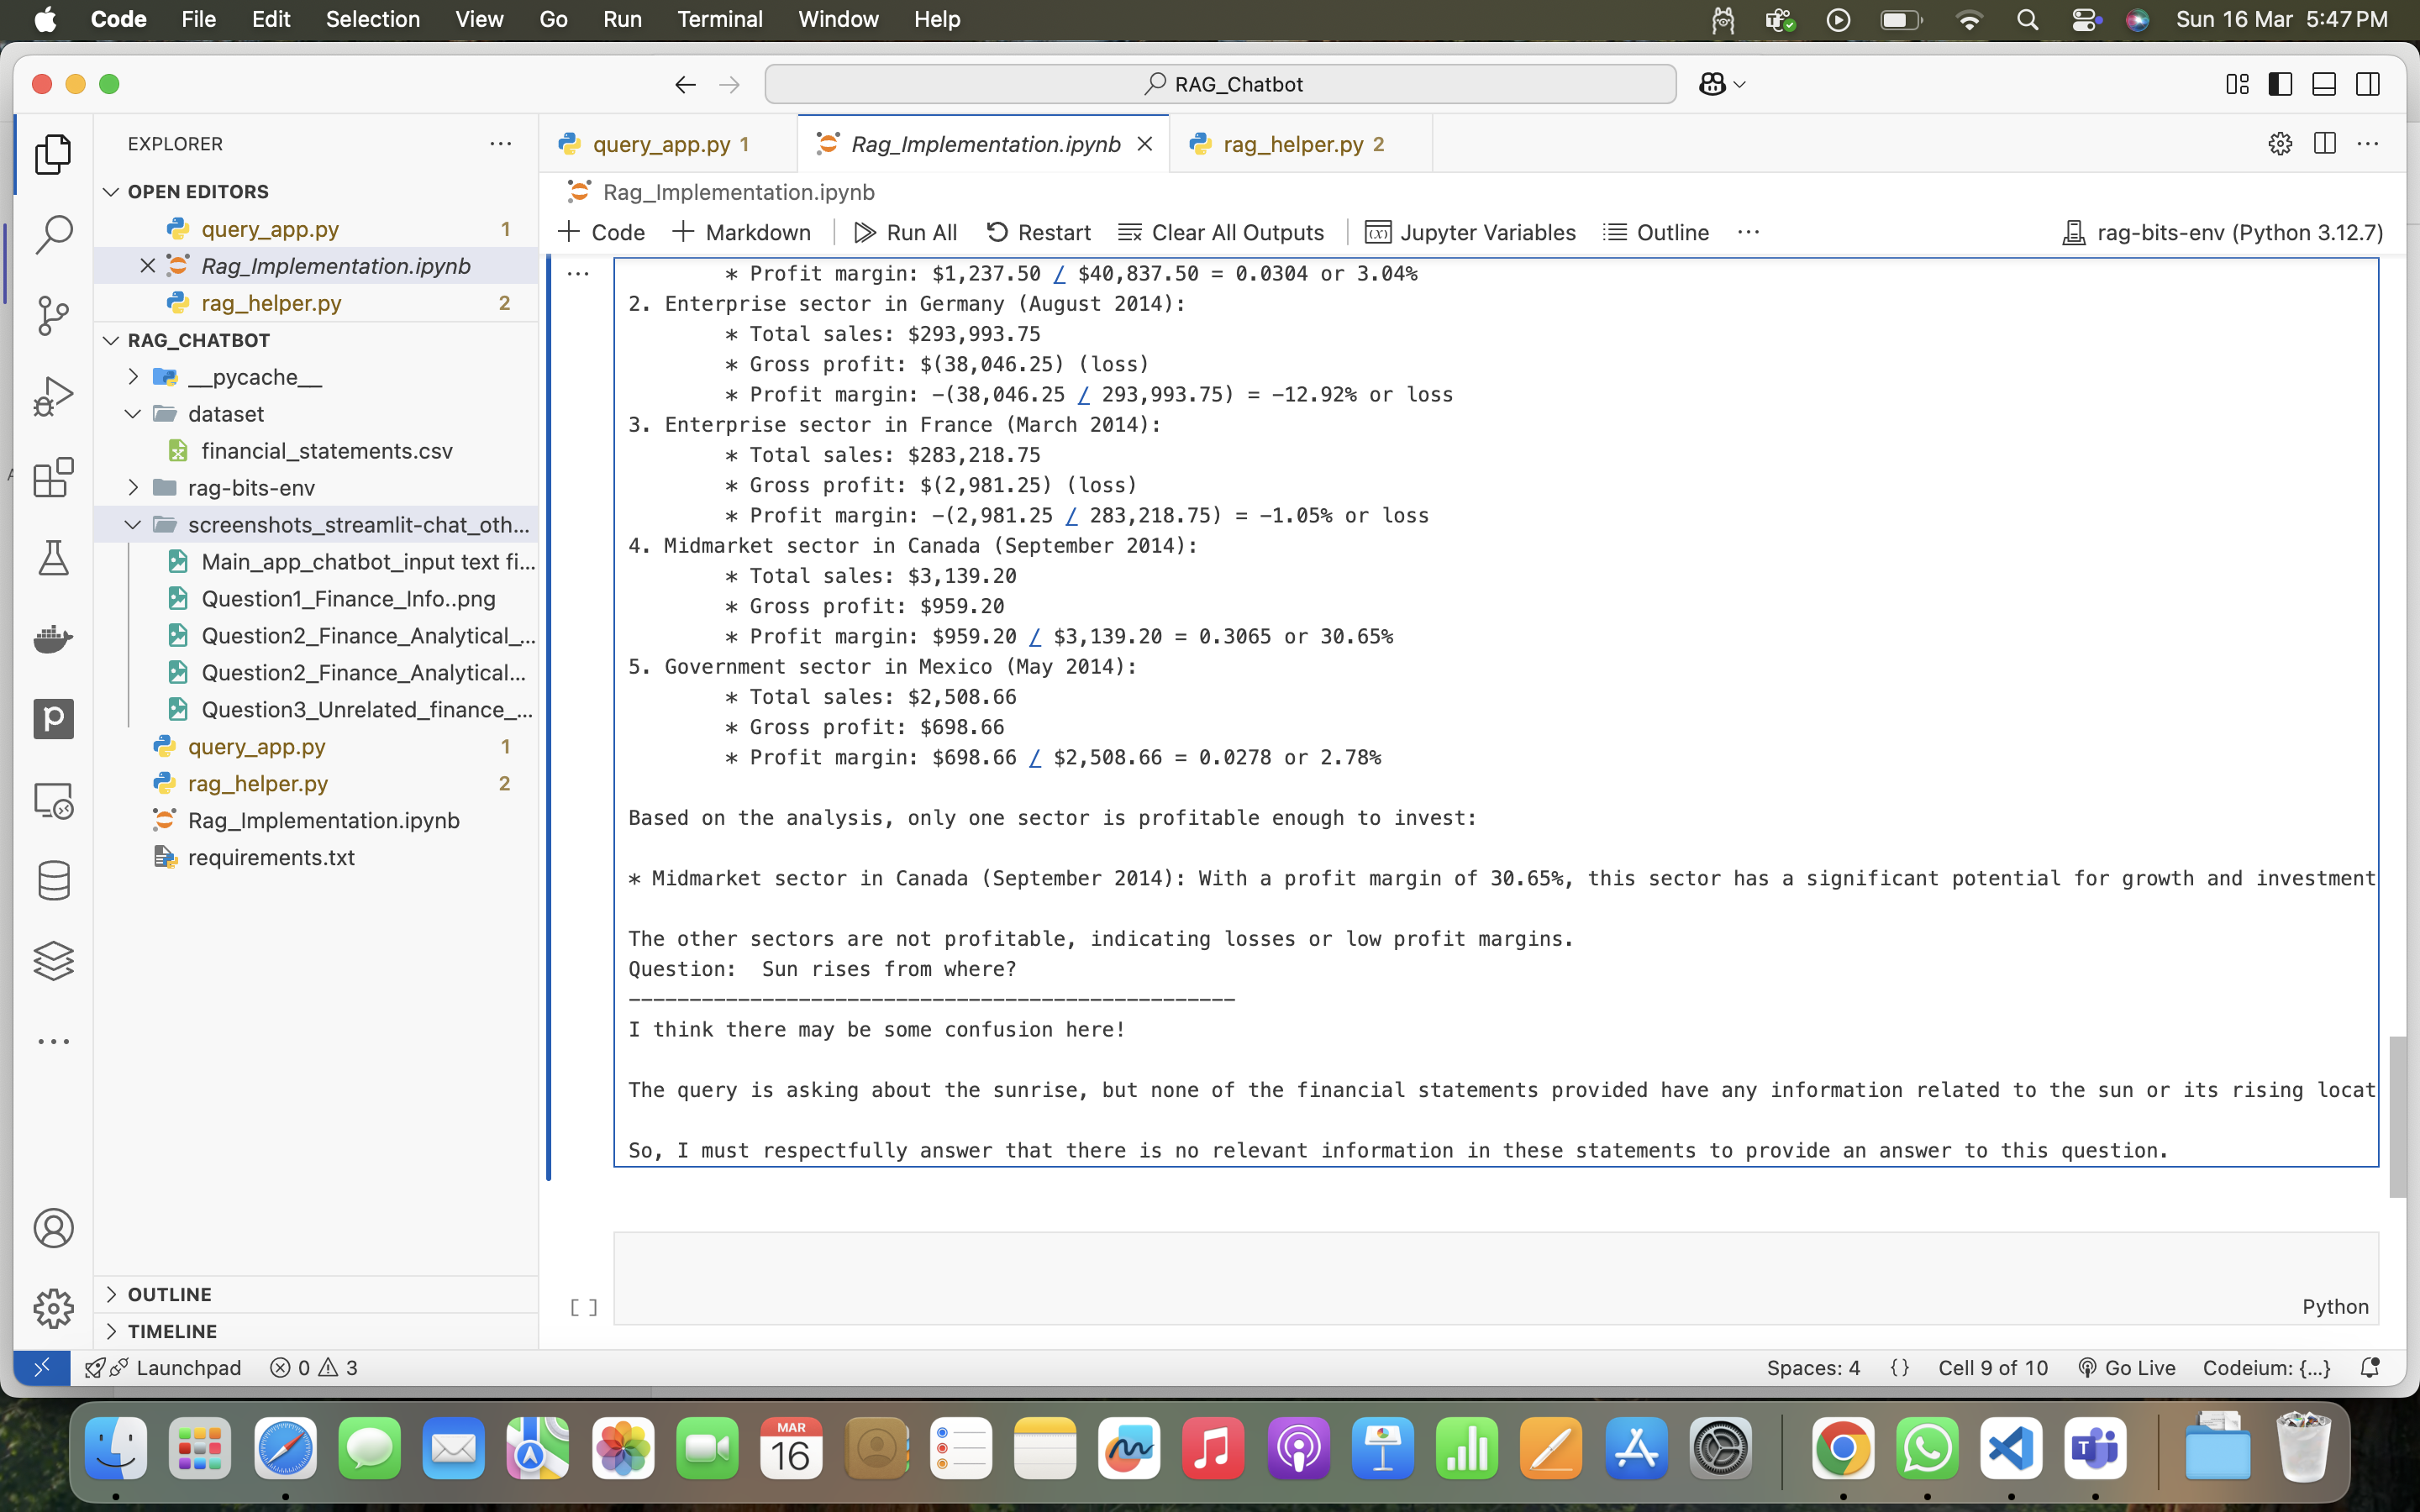 Code File Edit Selection View Go Run Terminal Window Help Sun 16 Mar 5:47 PM
RAG_Chatbot
EXPLORER
OPEN EDITORS
query_app.py 1
Rag_Implementation.ipynb
rag_helper.py 2
RAG_CHATBOT
__pycache__
dataset
financial_statements.csv
rag-bits-env
screenshots_streamlit-chat_oth...
Main_app_chatbot_input text fi...
Question1_Finance_Info..png
Question2_Finance_Analytical_...
Question2_Finance_Analytical...
Question3_Unrelated_finance_...
query_app.py 1
rag_helper.py 2
Rag_Implementation.ipynb
requirements.txt
OUTLINE
TIMELINE
query_app.py 1 Rag_Implementation.ipynb rag_helper.py 2
Rag_Implementation.ipynb
Code Markdown Run All Restart Clear All Outputs Jupyter Variables Outline ... rag-bits-env (Python 3.12.7)
* Profit margin: $1,237.50 / $40,837.50 = 0.0304 or 3.04%
2. Enterprise sector in Germany (August 2014):
* Total sales: $293,993.75
* Gross profit: $(38,046.25) (loss)
* Profit margin: -(38,046.25 / 293,993.75) = -12.92% or loss
3. Enterprise sector in France (March 2014):
* Total sales: $283,218.75
* Gross profit: $(2,981.25) (loss)
* Profit margin: -(2,981.25 / 283,218.75) = -1.05% or loss
4. Midmarket sector in Canada (September 2014):
* Total sales: $3,139.20
* Gross profit: $959.20
* Profit margin: $959.20 / $3,139.20 = 0.3065 or 30.65%
5. Government sector in Mexico (May 2014):
* Total sales: $2,508.66
* Gross profit: $698.66
* Profit margin: $698.66 / $2,508.66 = 0.0278 or 2.78%
Based on the analysis, only one sector is profitable enough to invest:
* Midmarket sector in Canada (September 2014): With a profit margin of 30.65%, this sector has a significant potential for growth and investment
The other sectors are not profitable, indicating losses or low profit margins.
Question:  Sun rises from where?
--------------------------------------------------
I think there may be some confusion here!
The query is asking about the sunrise, but none of the financial statements provided have any information related to the sun or its rising locat
So, I must respectfully answer that there is no relevant information in these statements to provide an answer to this question.
[ ]
Python
Launchpad 0 3 Spaces: 4 {} Cell 9 of 10 Go Live Codeium: {...}
MAR
16